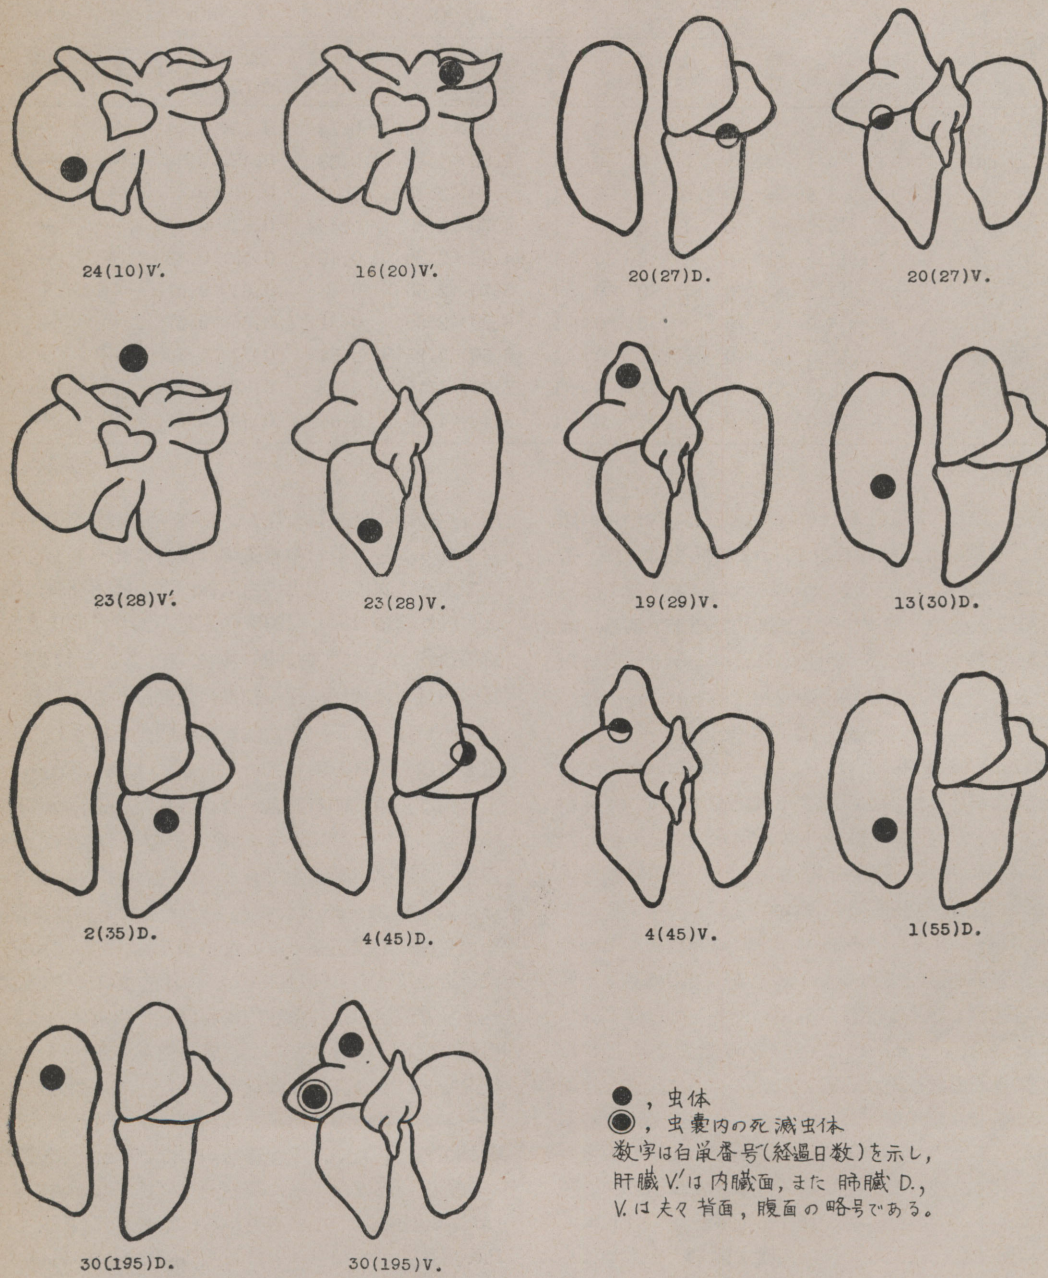 24(10)V′.
16(20)V′.
20(27)D.
20(27)V.
23(28)V′.
23(28)V.
19(29)V.
13(30)D.
2(35)D.
4(45)D.
4(45)V.
1(55)D.
30(195)D.
30(195)V.
●, 虫体
◉, 虫嚢内の死滅虫体
数字は白鼡番号(経過日数)を示し,
肝臓 V′.は内臓面, また 肺臓 D.,
V. は夫々 背面, 腹面の略号である。